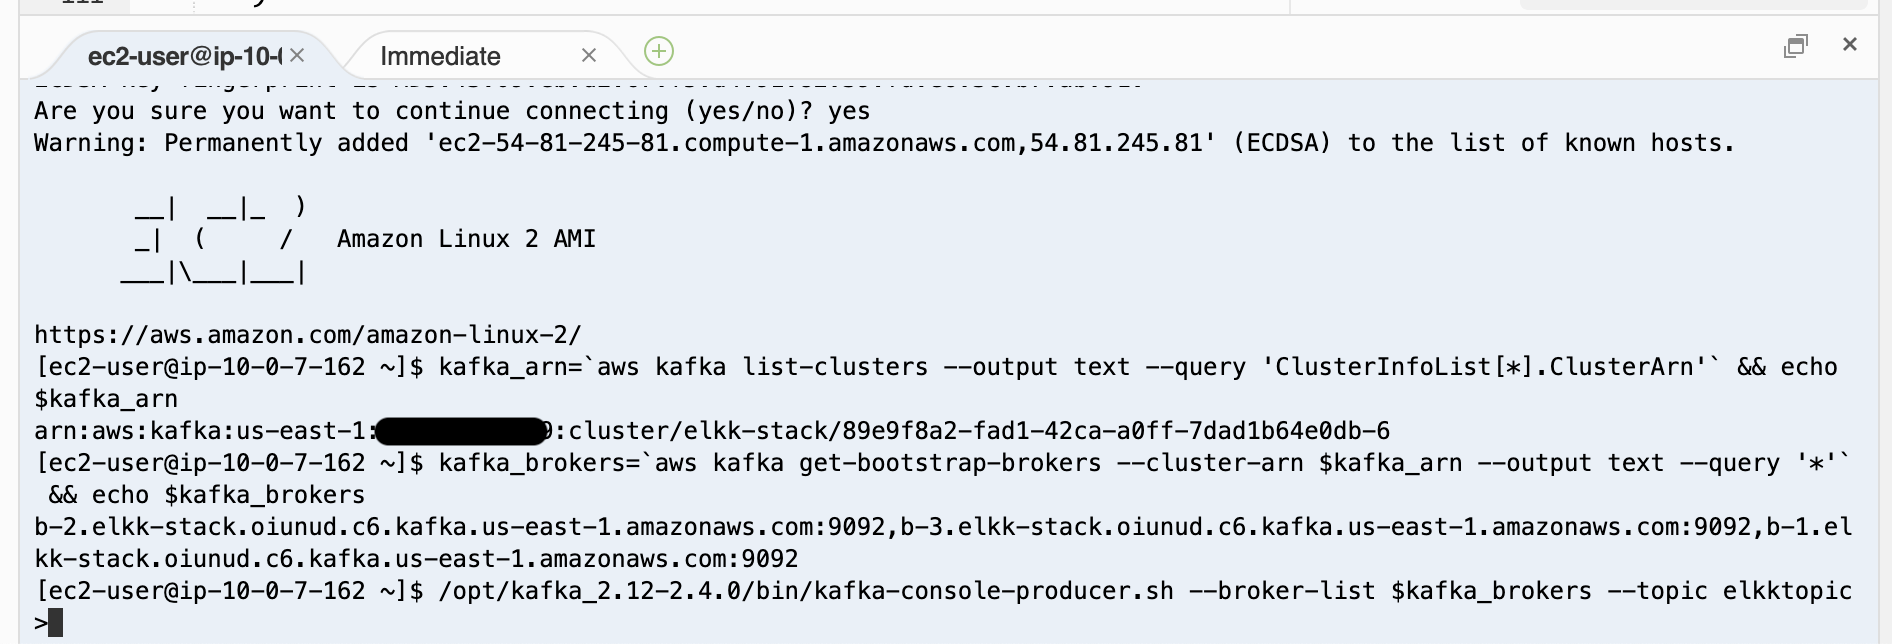 ec2-user@ip-10-
Immediate
Are you sure you want to continue connecting (yes/no)? yes
Warning: Permanently added 'ec2-54-81-245-81.compute-1.amazonaws.com,54.81.245.81' (ECDSA) to the list of known hosts.
       __|  __|_  )
       _|  (     /   Amazon Linux 2 AMI
      ___|\___|___|
https://aws.amazon.com/amazon-linux-2/
[ec2-user@ip-10-0-7-162 ~]$ kafka_arn=`aws kafka list-clusters --output text --query 'ClusterInfoList[*].ClusterArn'` && echo
$kafka_arn
arn:aws:kafka:us-east-1:9:cluster/elkk-stack/89e9f8a2-fad1-42ca-a0ff-7dad1b64e0db-6
[ec2-user@ip-10-0-7-162 ~]$ kafka_brokers=`aws kafka get-bootstrap-brokers --cluster-arn $kafka_arn --output text --query '*'`
 && echo $kafka_brokers
b-2.elkk-stack.oiunud.c6.kafka.us-east-1.amazonaws.com:9092,b-3.elkk-stack.oiunud.c6.kafka.us-east-1.amazonaws.com:9092,b-1.el
kk-stack.oiunud.c6.kafka.us-east-1.amazonaws.com:9092
[ec2-user@ip-10-0-7-162 ~]$ /opt/kafka_2.12-2.4.0/bin/kafka-console-producer.sh --broker-list $kafka_brokers --topic elkktopic
>